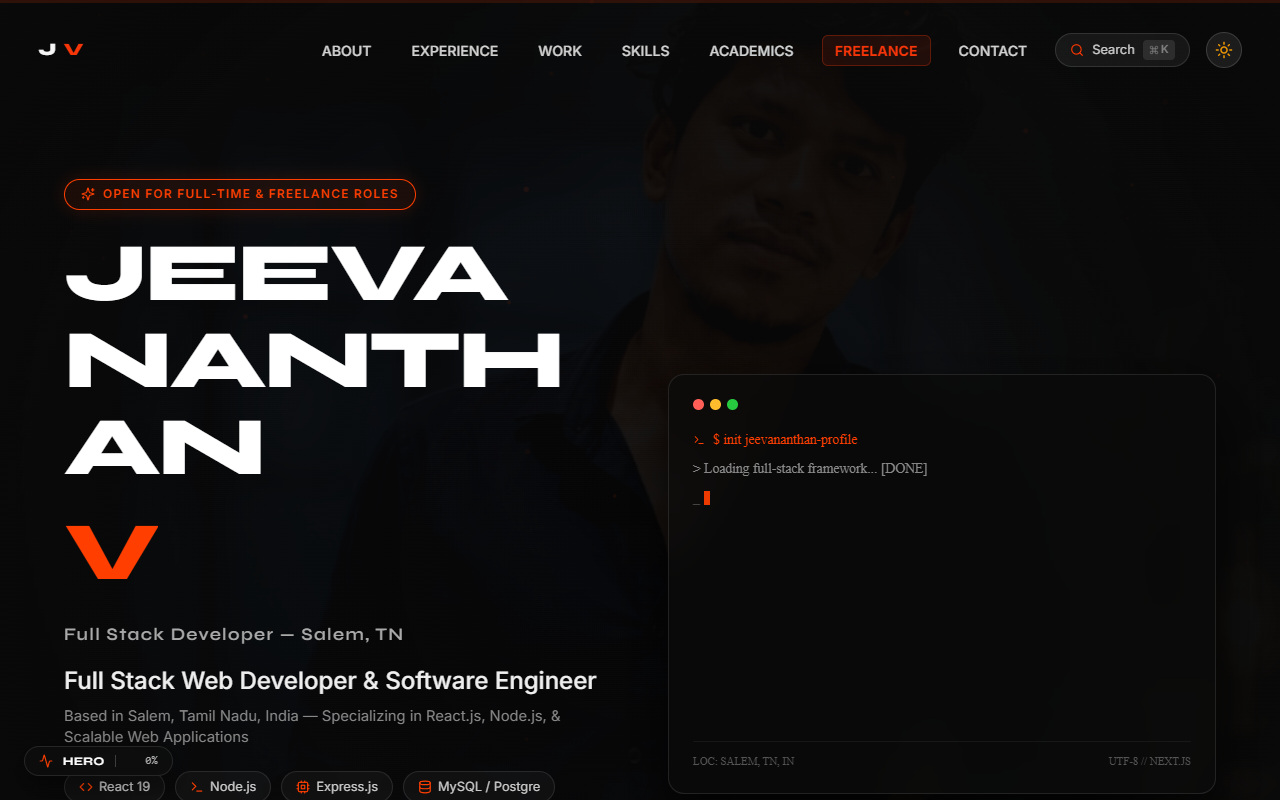 J V
ABOUT EXPERIENCE WORK SKILLS ACADEMICS FREELANCE CONTACT Search ⌘K
OPEN FOR FULL-TIME & FREELANCE ROLES
JEEVA
NANTH
AN
V
Full Stack Developer — Salem, TN
Full Stack Web Developer & Software Engineer
Based in Salem, Tamil Nadu, India — Specializing in React.js, Node.js, &
Scalable Web Applications
HERO | 0%
React 19 Node.js Express.js MySQL / Postgre
$ init jeevananthan-profile
> Loading full-stack framework... [DONE]
_
LOC: SALEM, TN, IN UTF-8 // NEXT.JS